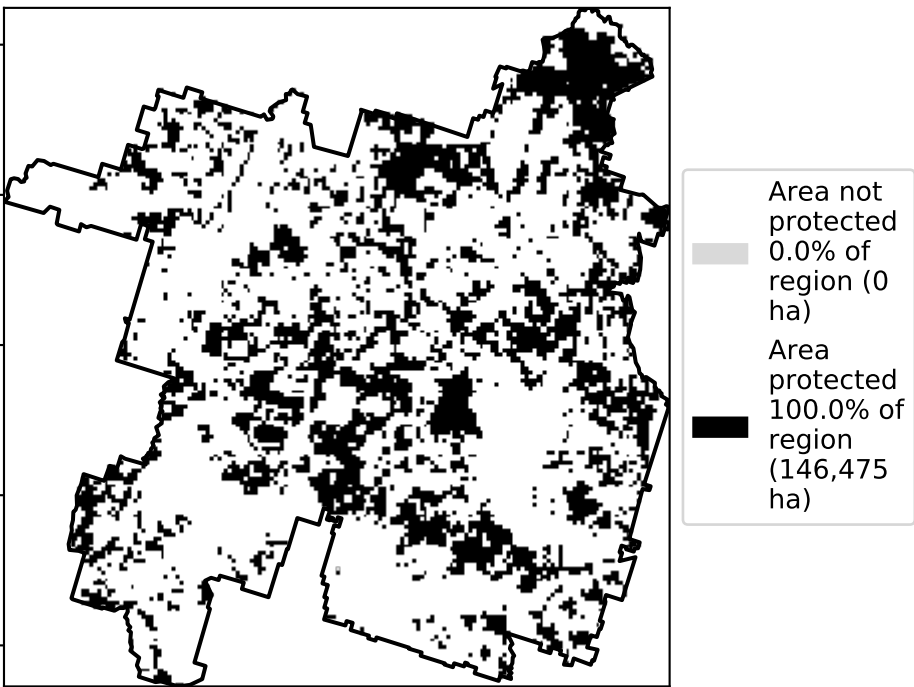 Area not
protected
0.0% of
region (0
ha)
Area
protected
100.0% of
region
(146,475
ha)